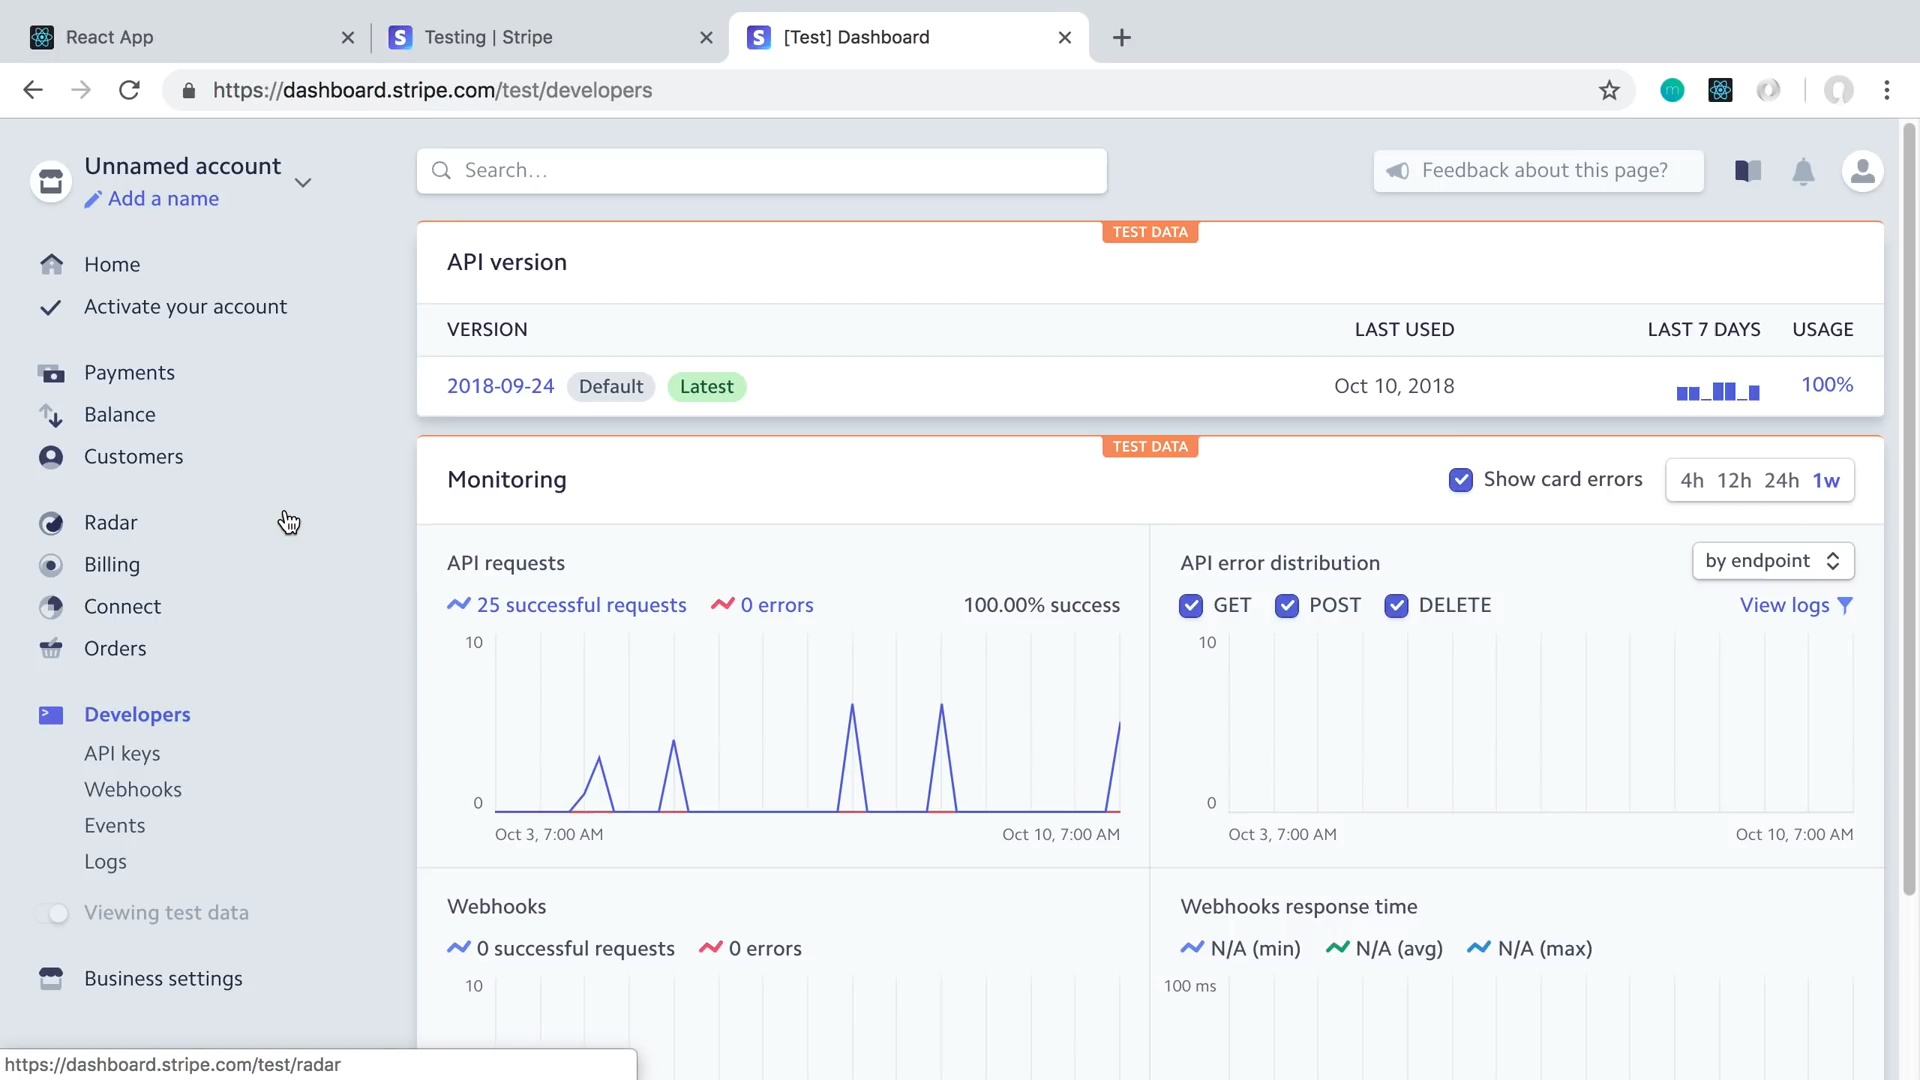 React App
Testing | Stripe
[Test] Dashboard
https://dashboard.stripe.com/test/developers
Unnamed account
Add a name
Search…
Feedback about this page?
Home
Activate your account
Payments
Balance
Customers
Radar
Billing
Connect
Orders
Developers
API keys
Webhooks
Events
Logs
Viewing test data
Business settings
TEST DATA
API version
VERSION LAST USED LAST 7 DAYS USAGE
2018-09-24 Default Latest Oct 10, 2018 100%
TEST DATA
Monitoring
Show card errors
4h 12h 24h 1w
API requests
25 successful requests 0 errors 100.00% success
10
0
Oct 3, 7:00 AM Oct 10, 7:00 AM
API error distribution
by endpoint
GET POST DELETE View logs
10
0
Oct 3, 7:00 AM Oct 10, 7:00 AM
Webhooks
0 successful requests 0 errors
10
Webhooks response time
N/A (min) N/A (avg) N/A (max)
100 ms
https://dashboard.stripe.com/test/radar